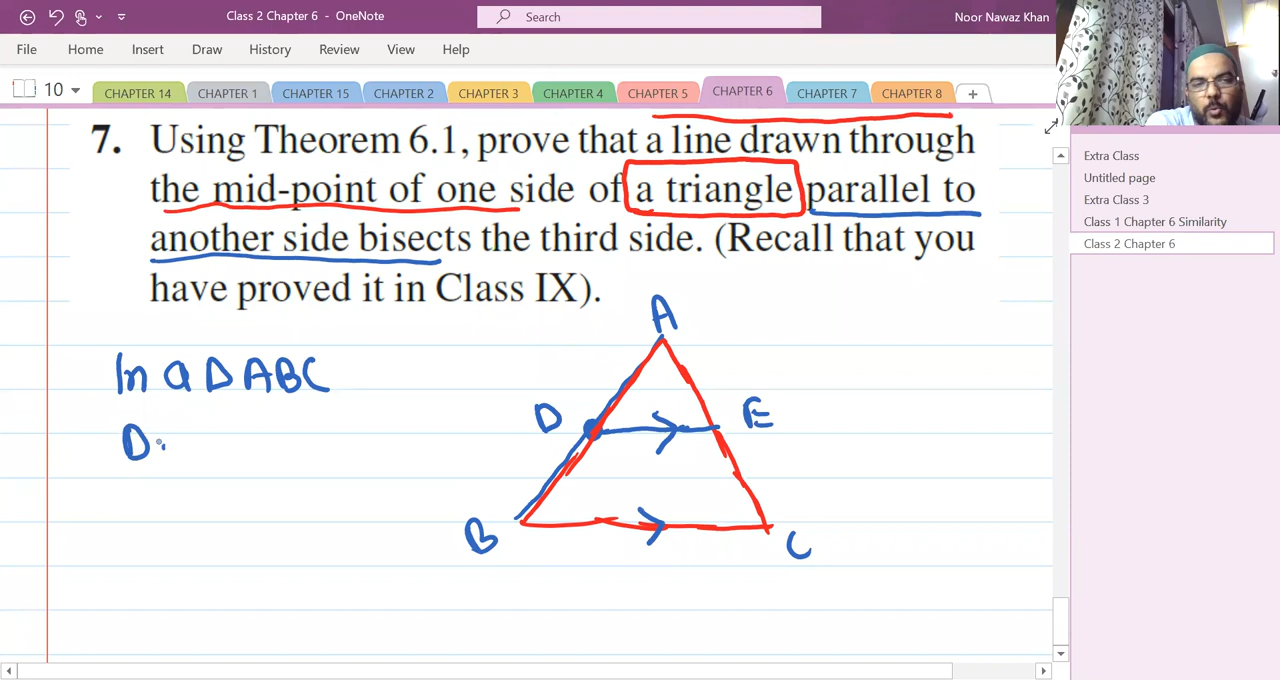 Class 2 Chapter 6 - OneNote
Search
Noor Nawaz Khan
File Home Insert Draw History Review View Help
10 CHAPTER 14 CHAPTER 1 CHAPTER 15 CHAPTER 2 CHAPTER 3 CHAPTER 4 CHAPTER 5 CHAPTER 6 CHAPTER 7 CHAPTER 8 +
7. Using Theorem 6.1, prove that a line drawn through
the mid-point of one side of a triangle parallel to
another side bisects the third side. (Recall that you
have proved it in Class IX).
In a Δ ABC
D
A
D
E
B
C
Extra Class
Untitled page
Extra Class 3
Class 1 Chapter 6 Similarity
Class 2 Chapter 6